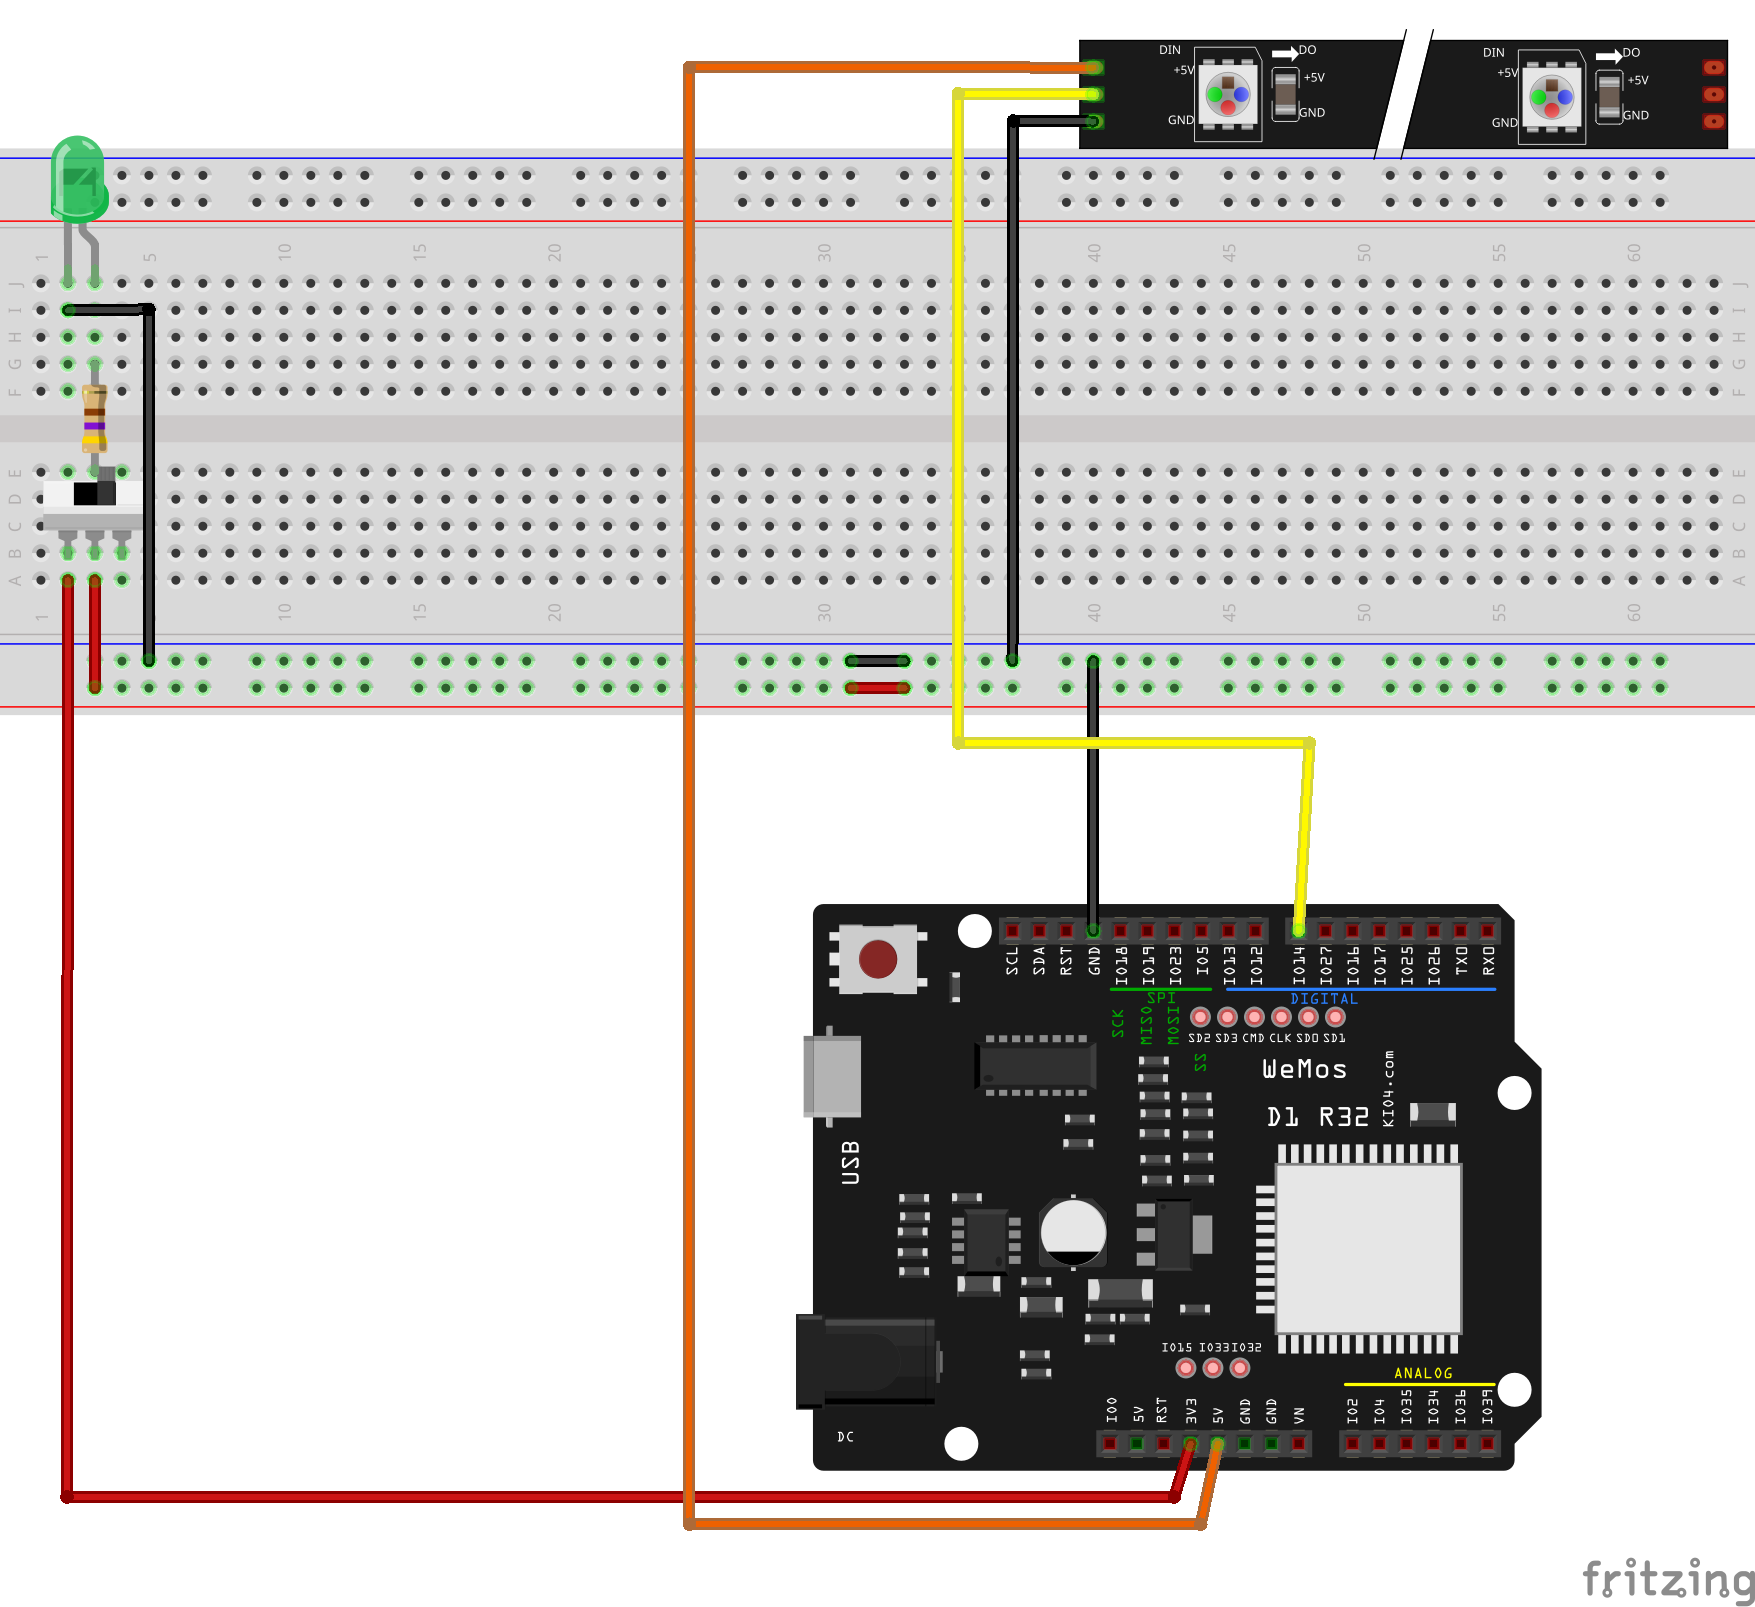 DIN DO DIN DO
+5V +5V +5V +5V
GND GND GND GND
1 5 10 15 20 30 40 45 50 55 60
J J
I I
H H
G G
F F
E E
D D
C C
B B
A A
1 10 15 20 30 40 45 50 55 60
SCL SDA RST GND IO18 IO19 IO23 IO5 IO13 IO12 IO14 IO27 IO16 IO17 IO25 IO26 TXD RXD
SPI DIGITAL
SCK MISO MOSI SS
SD2 SD3 CMD CLK SD0 SD1
WeMos
D1 R32
KIO4.com
USB
IO15 IO33 IO32
ANALOG
IO0 5V RST 3V3 5V GND GND VN IO2 IO4 IO35 IO34 IO36 IO39
DC
fritzing